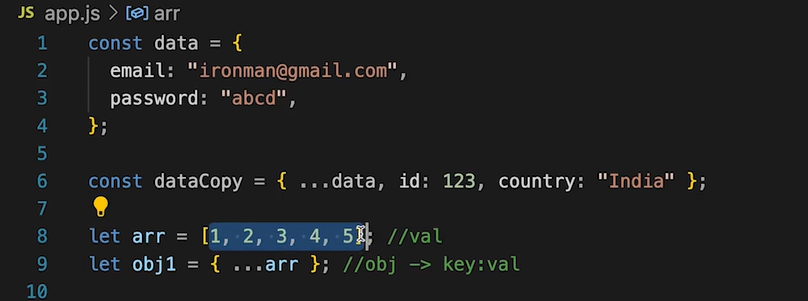 JS app.js > arr
1 const data = {
2 email: "ironman@gmail.com",
3 password: "abcd",
4 };
5
6 const dataCopy = { ...data, id: 123, country: "India" };
7
8 let arr = [1, 2, 3, 4, 5]; //val
9 let obj1 = { ...arr }; //obj -> key:val
10